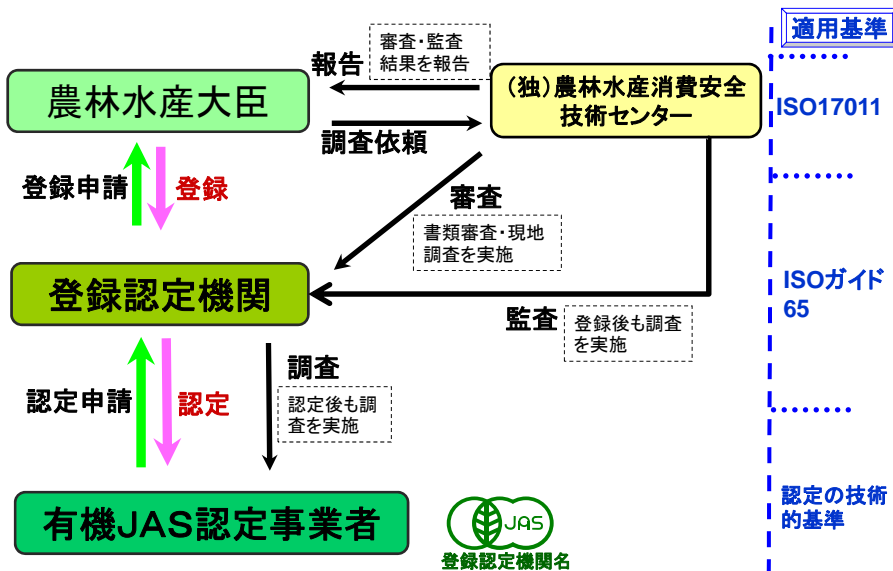 適用基準
審査・監査
結果を報告
報告
農林水産大臣
(独)農林水産消費安全
技術センター
ISO17011
調査依頼
登録申請
登録
審査
書類審査・現地
調査を実施
登録認定機関
ISOガイド
65
監査
登録後も調査
を実施
調査
認定申請
認定
認定後も調
査を実施
有機JAS認定事業者
JAS
登録認定機関名
認定の技術
的基準